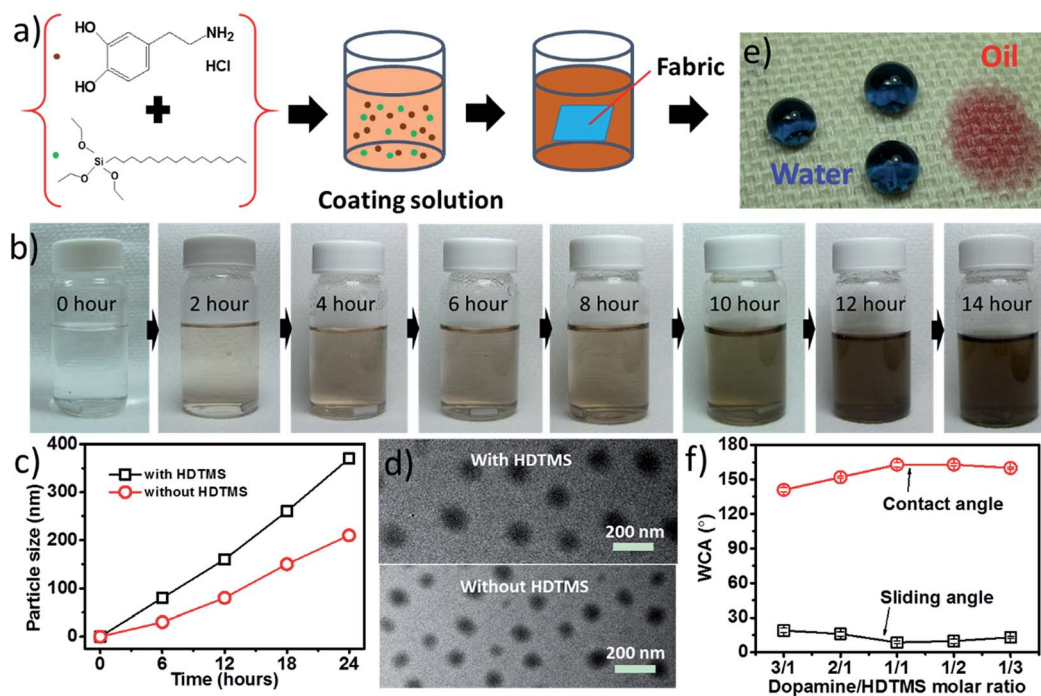 a)
HO
NH2
HCl
HO
O
Si
O
O
Coating solution
Fabric
e)
Oil
Water
b)
0 hour
2 hour
4 hour
6 hour
8 hour
10 hour
12 hour
14 hour
c)
400
300
200
100
0
Particle size (nm)
with HDTMS
without HDTMS
0 6 12 18 24
Time (hours)
d)
With HDTMS
200 nm
Without HDTMS
200 nm
f)
180
150
120
90
60
30
0
WCA (°)
Contact angle
Sliding angle
3/1 2/1 1/1 1/2 1/3
Dopamine/HDTMS molar ratio